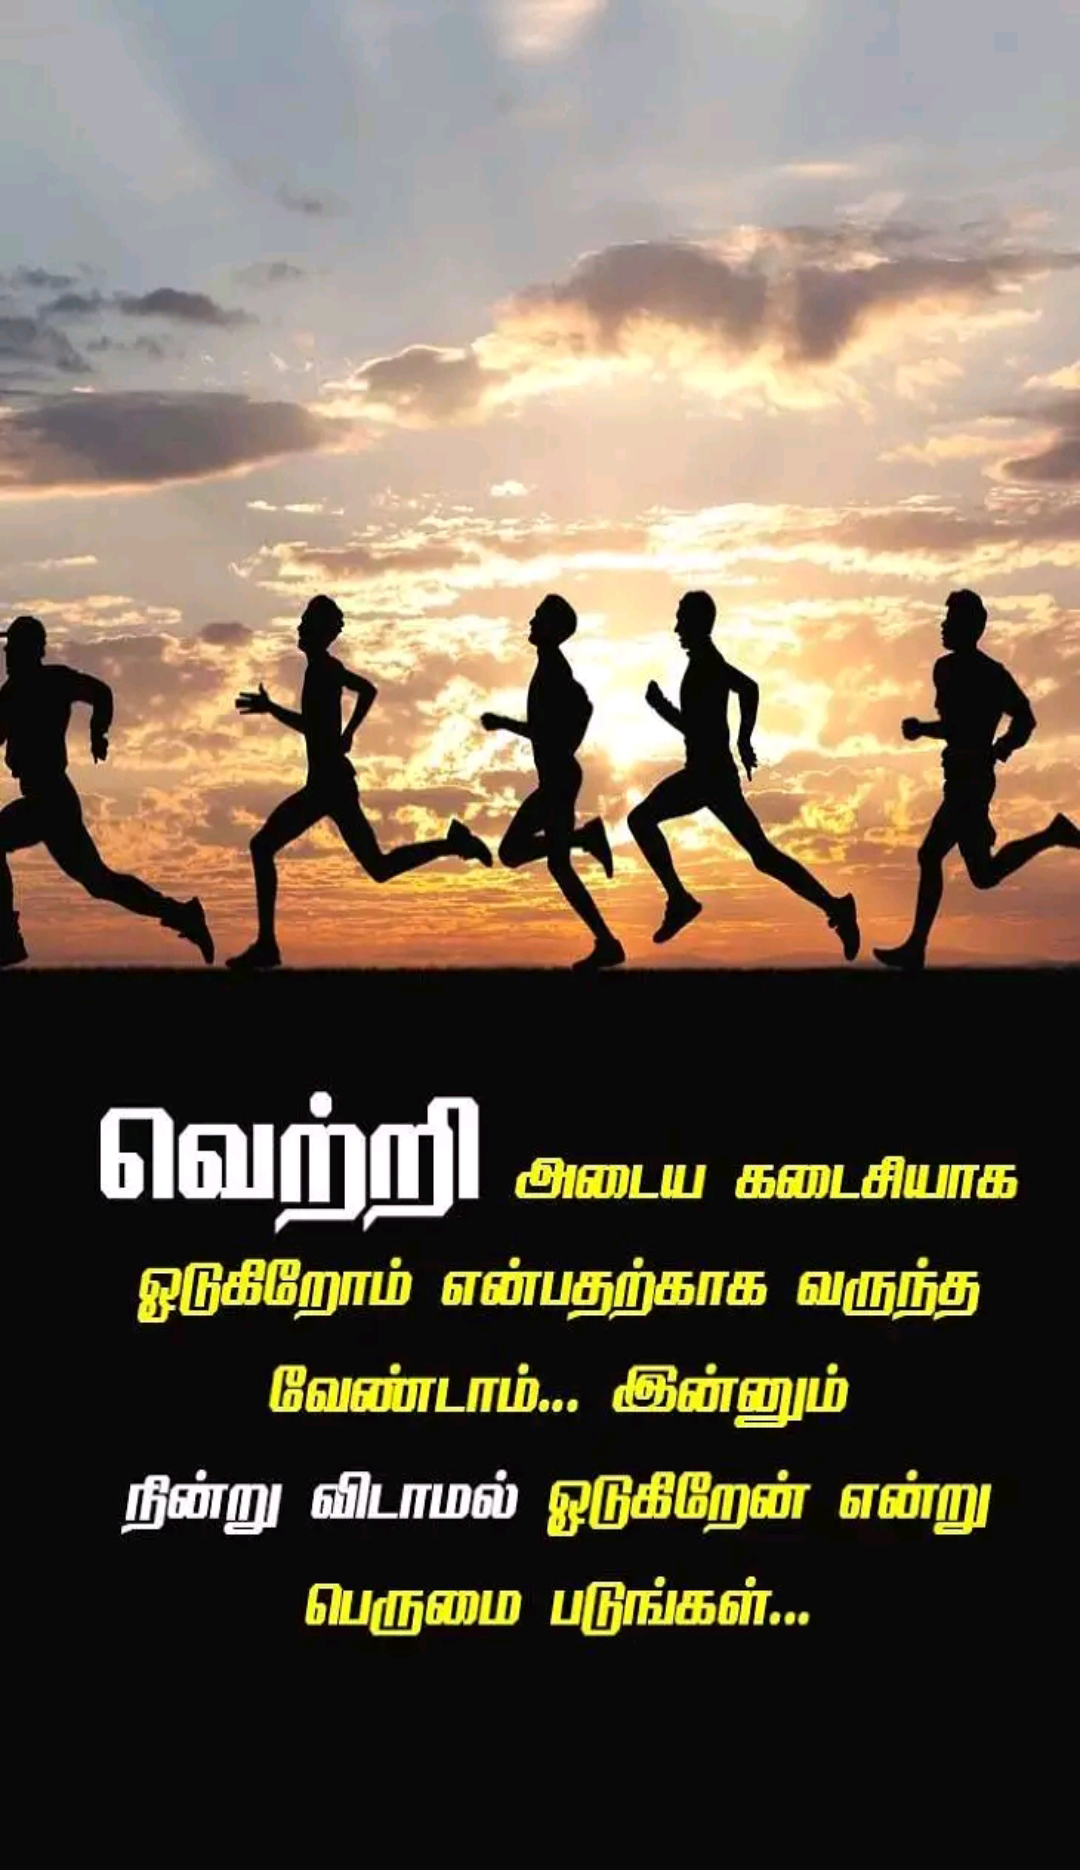 வெற்றி அடைய கடைசியாக
ஓடுகிறோம் என்பதற்காக வருந்த
வேண்டாம்... இன்னும்
நின்று விடாமல் ஓடுகிறேன் என்று
பெருமை படுங்கள்...